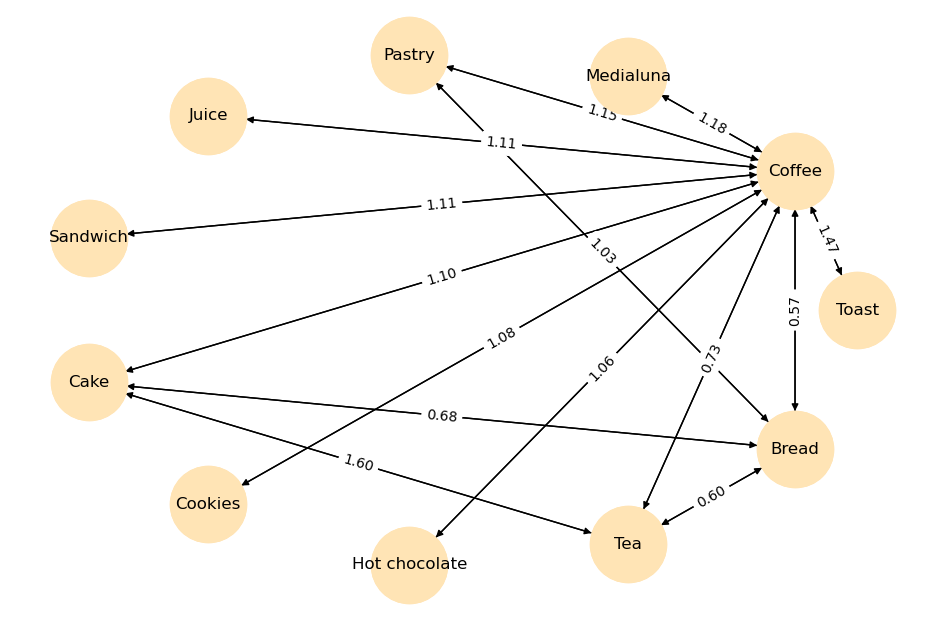 Pastry
Medialuna
Juice
1.15
1.18
1.11
Coffee
1.11
Sandwich
1.47
1.03
1.10
Toast
0.57
1.08
0.73
1.06
Cake
0.68
Bread
1.60
0.60
Cookies
Tea
Hot chocolate